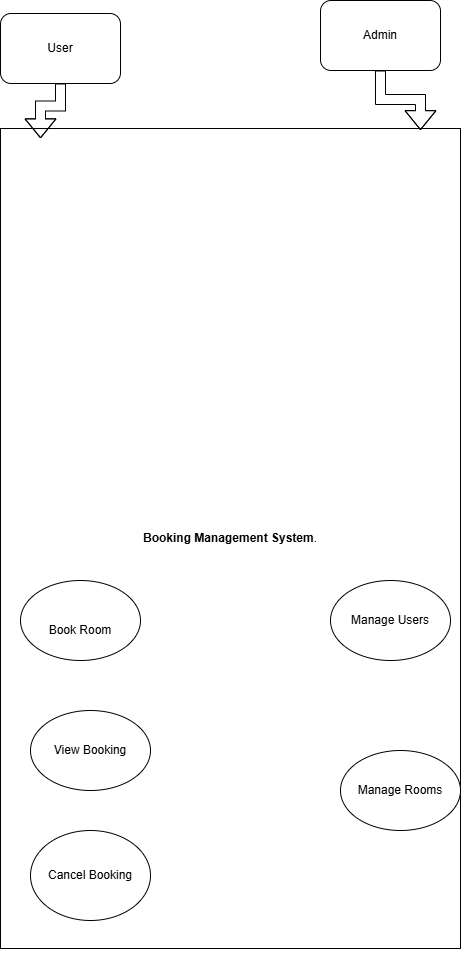 User
Admin
Booking Management System.
Book Room
Manage Users
View Booking
Manage Rooms
Cancel Booking